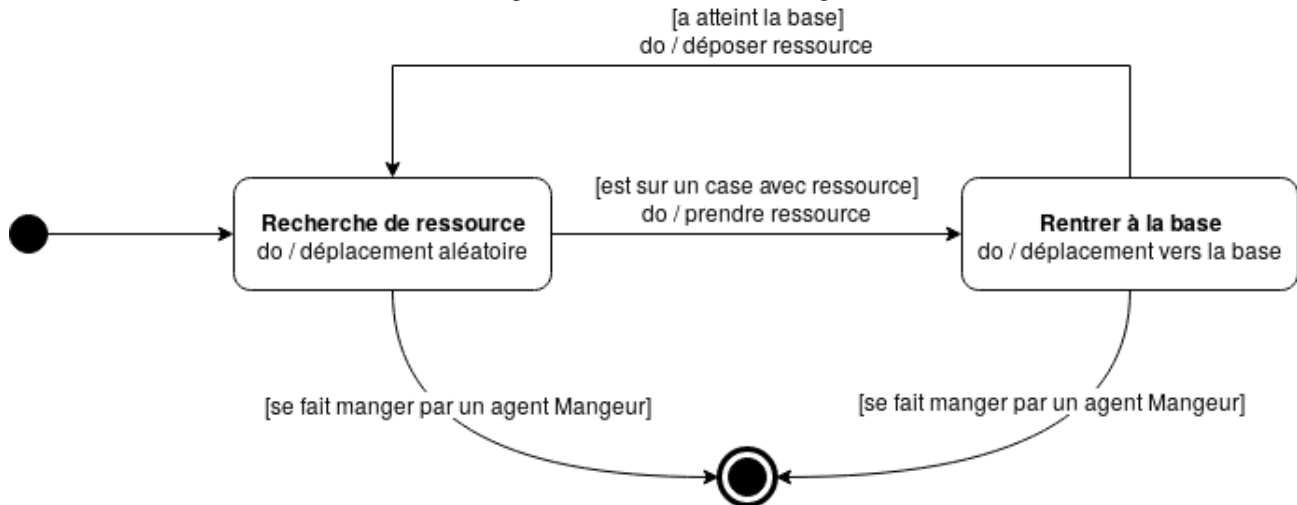 [a atteint la base]
do / déposer ressource
[est sur un case avec ressource]
do / prendre ressource
Recherche de ressource
do / déplacement aléatoire
Rentrer à la base
do / déplacement vers la base
[se fait manger par un agent Mangeur]
[se fait manger par un agent Mangeur]